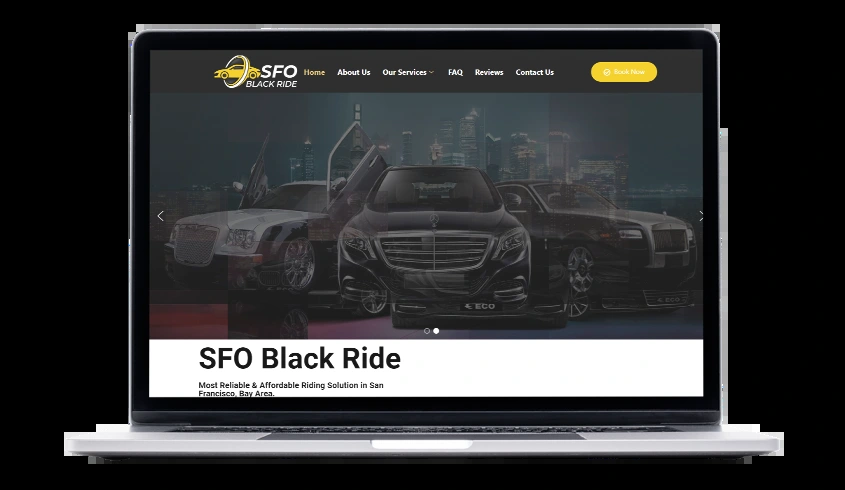 SFO
BLACK RIDE
Home About Us Our Services FAQ Reviews Contact Us Book Now
ECO
SFO Black Ride
Most Reliable & Affordable Riding Solution in San
Francisco, Bay Area.